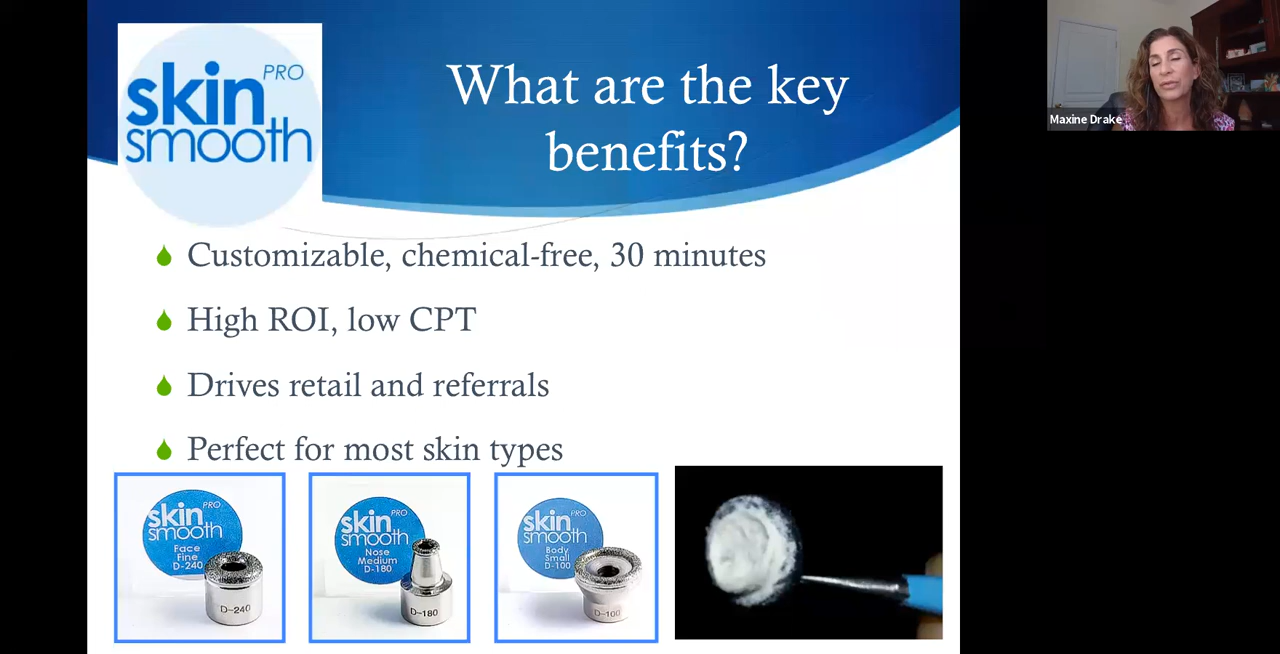 PRO
skin
smooth
What are the key
benefits?
Maxine Drake
Customizable, chemical-free, 30 minutes
High ROI, low CPT
Drives retail and referrals
Perfect for most skin types
PRO
skin
smooth
Face
Fine
D-240
D-240
PRO
skin
smooth
Nose
Medium
D-180
D-180
PRO
skin
smooth
Body
Small
D-100
D-100